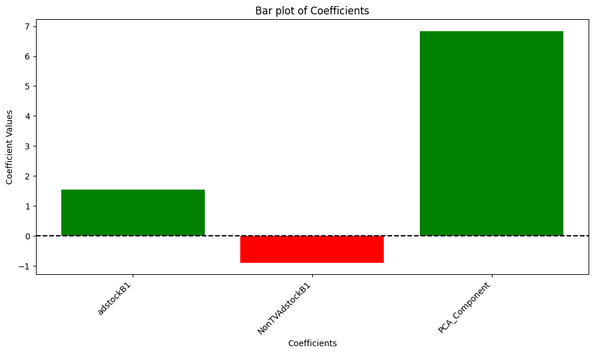 Bar plot of Coefficients
Coefficient Values
7
6
5
4
3
2
1
0
−1
adstockB1
NonTVAdstockB1
PCA_Component
Coefficients